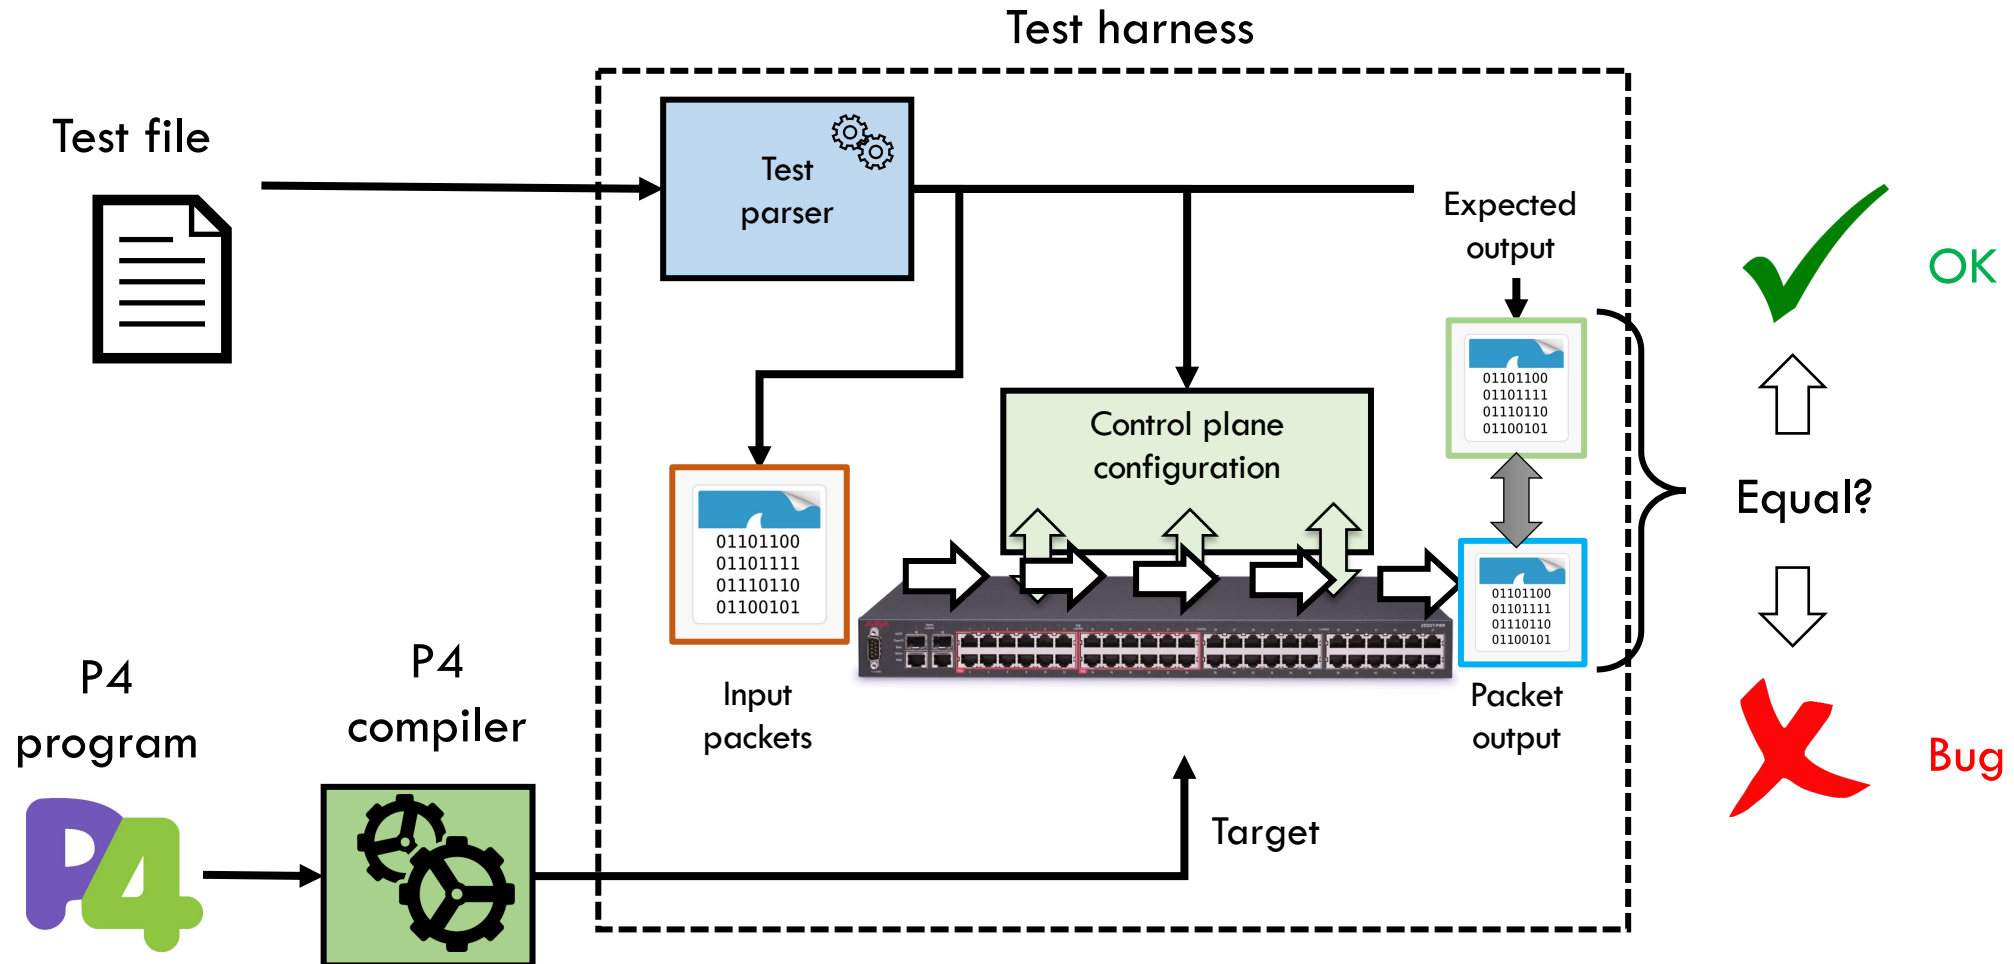 Test harness
Test file
Test
parser
Expected
output
OK
01101100
01101111
01110110
01100101
Control plane
configuration
Equal?
01101100
01101111
01110110
01100101
01101100
01101111
01110110
01100101
Input
packets
Packet
output
P4
program
P4
compiler
Bug
Target
P4